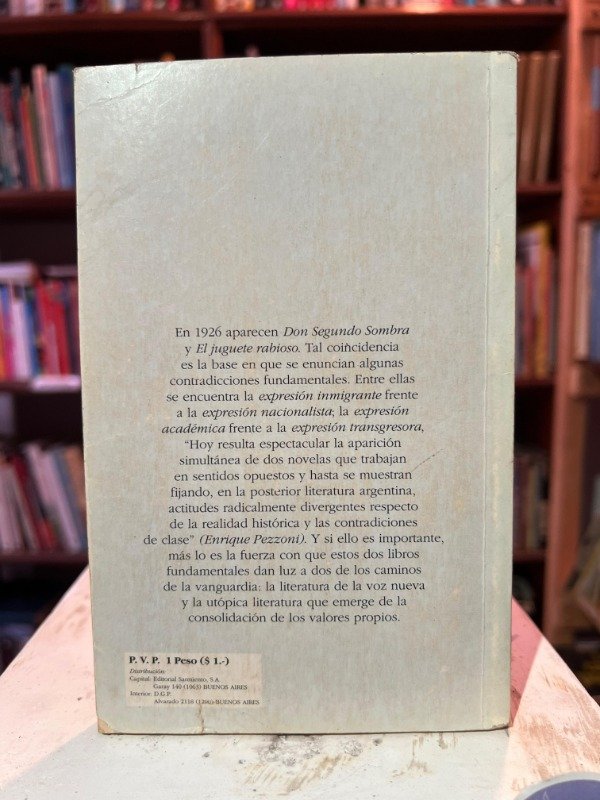 En 1926 aparecen Don Segundo Sombra
y El juguete rabioso. Tal coincidencia
es la base en que se enuncian algunas
contradicciones fundamentales. Entre ellas
se encuentra la expresión inmigrante frente
a la expresión nacionalista; la expresión
académica frente a la expresión transgresora,
“Hoy resulta espectacular la aparición
simultánea de dos novelas que trabajan
en sentidos opuestos y hasta se muestran
fijando, en la posterior literatura argentina,
actitudes radicalmente divergentes respecto
de la realidad histórica y las contradicciones
de clase” (Enrique Pezzoni). Y si ello es importante,
más lo es la fuerza con que estos dos libros
fundamentales dan luz a dos de los caminos
de la vanguardia: la literatura de la voz nueva
y la utópica literatura que emerge de la
consolidación de los valores propios.
P. V. P. 1 Peso ($ 1.-)
Distribución:
Capital: Editorial Sarmiento, S.A.
Garay 140 (1063) BUENOS AIRES
Interior: D.G.P.
Alvarado 2118 BUENOS AIRES